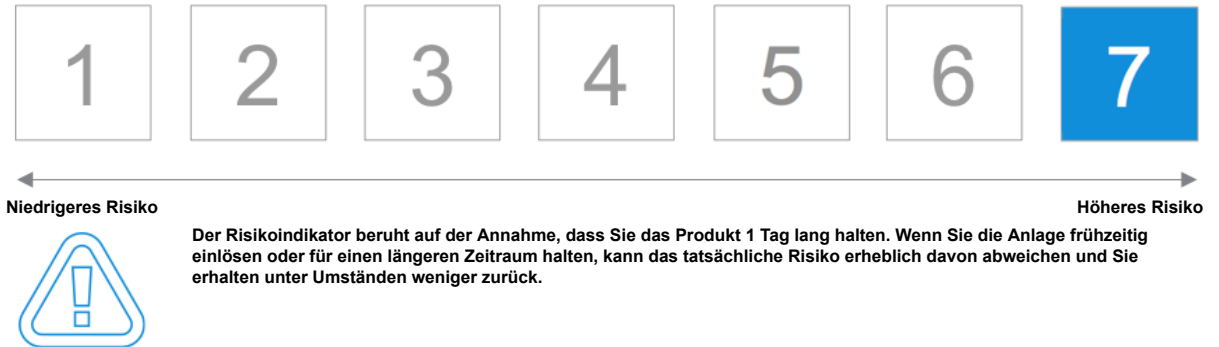 1 2 3 4 5 6 7
Niedrigeres Risiko Höheres Risiko
Der Risikoindikator beruht auf der Annahme, dass Sie das Produkt 1 Tag lang halten. Wenn Sie die Anlage frühzeitig
einlösen oder für einen längeren Zeitraum halten, kann das tatsächliche Risiko erheblich davon abweichen und Sie
erhalten unter Umständen weniger zurück.